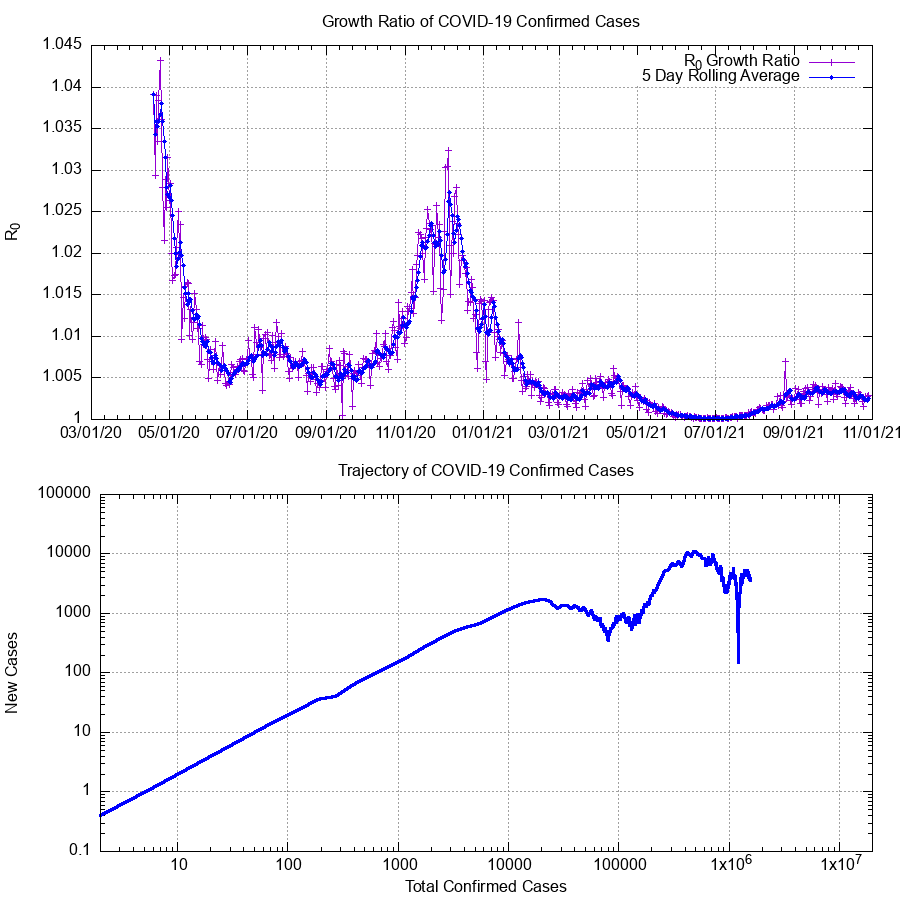 Growth Ratio of COVID-19 Confirmed Cases
1.045
1.04
1.035
1.03
1.025
1.02
1.015
1.01
1.005
1
R0
R0 Growth Ratio
5 Day Rolling Average
03/01/20 05/01/20 07/01/20 09/01/20 11/01/20 01/01/21 03/01/21 05/01/21 07/01/21 09/01/21 11/01/21
Trajectory of COVID-19 Confirmed Cases
100000
10000
1000
100
10
1
0.1
New Cases
10 100 1000 10000 100000 1x10^6 1x10^7
Total Confirmed Cases